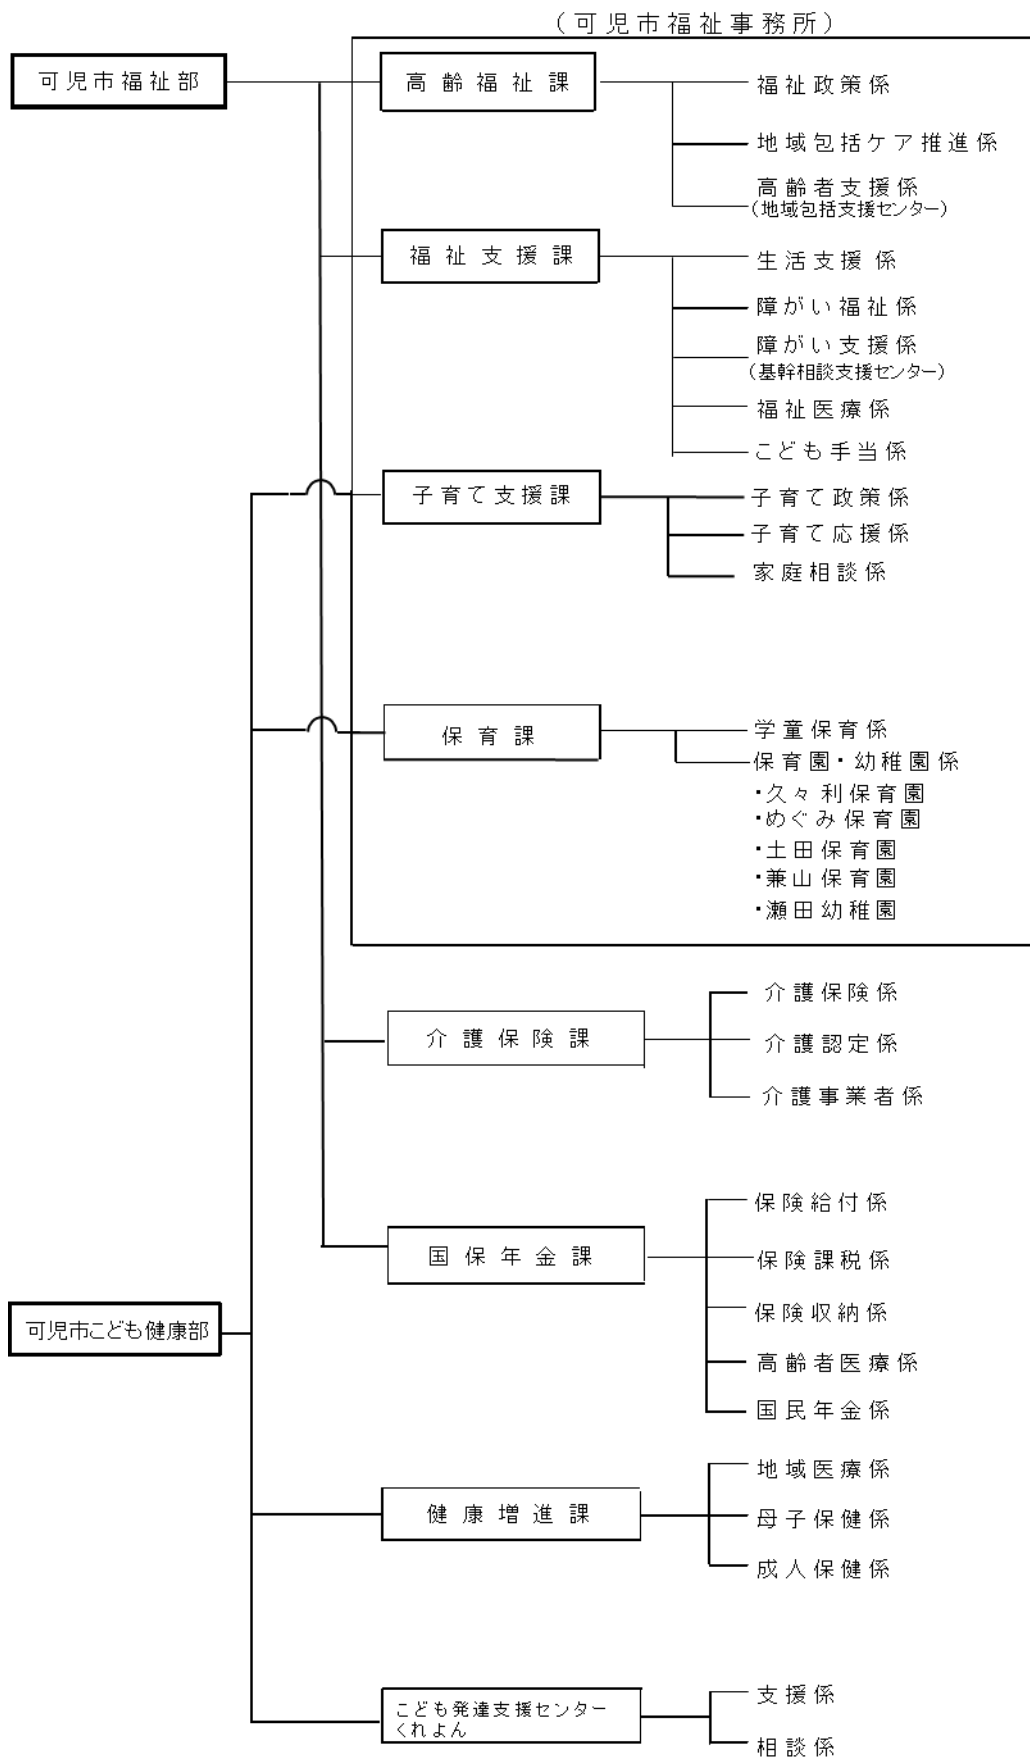 (可児市福祉事務所)
可児市福祉部
高齢福祉課
福祉政策係
地域包括ケア推進係
高齢者支援係
(地域包括支援センター)
福祉支援課
生活支援係
障がい福祉係
障がい支援係
(基幹相談支援センター)
福祉医療係
こども手当係
子育て支援課
子育て政策係
子育て応援係
家庭相談係
保育課
学童保育係
保育園・幼稚園係
・久々利保育園
・めぐみ保育園
・土田保育園
・兼山保育園
・瀬田幼稚園
介護保険課
介護保険係
介護認定係
介護事業者係
国保年金課
保険給付係
保険課税係
保険収納係
高齢者医療係
国民年金係
可児市こども健康部
健康増進課
地域医療係
母子保健係
成人保健係
こども発達支援センター
くれよん
支援係
相談係